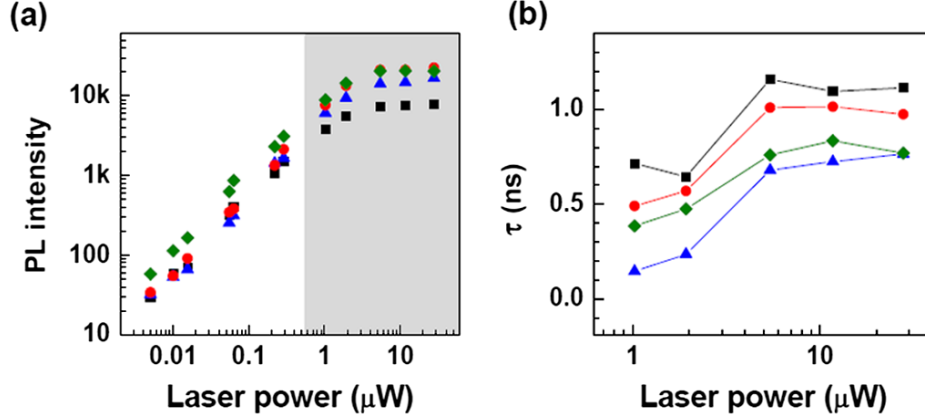 (a)
PL intensity
10k
1k
100
10
0.01 0.1 1 10
Laser power (μW)
(b)
τ (ns)
1.0
0.5
0.0
1 10
Laser power (μW)